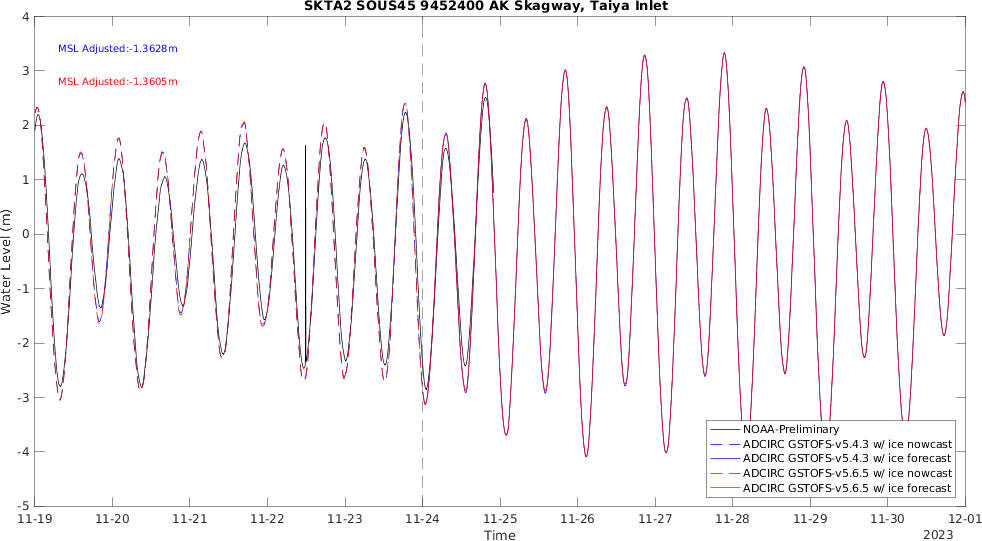 SKTA2 SOUS45 9452400 AK Skagway, Taiya Inlet
MSL Adjusted:-1.3628m
MSL Adjusted:-1.3605m
Water Level (m)
4
3
2
1
0
-1
-2
-3
-4
-5
NOAA-Preliminary
ADCIRC GSTOFS-v5.4.3 w/ ice nowcast
ADCIRC GSTOFS-v5.4.3 w/ ice forecast
ADCIRC GSTOFS-v5.6.5 w/ ice nowcast
ADCIRC GSTOFS-v5.6.5 w/ ice forecast
11-19 11-20 11-21 11-22 11-23 11-24 11-25 11-26 11-27 11-28 11-29 11-30 12-01
Time
2023